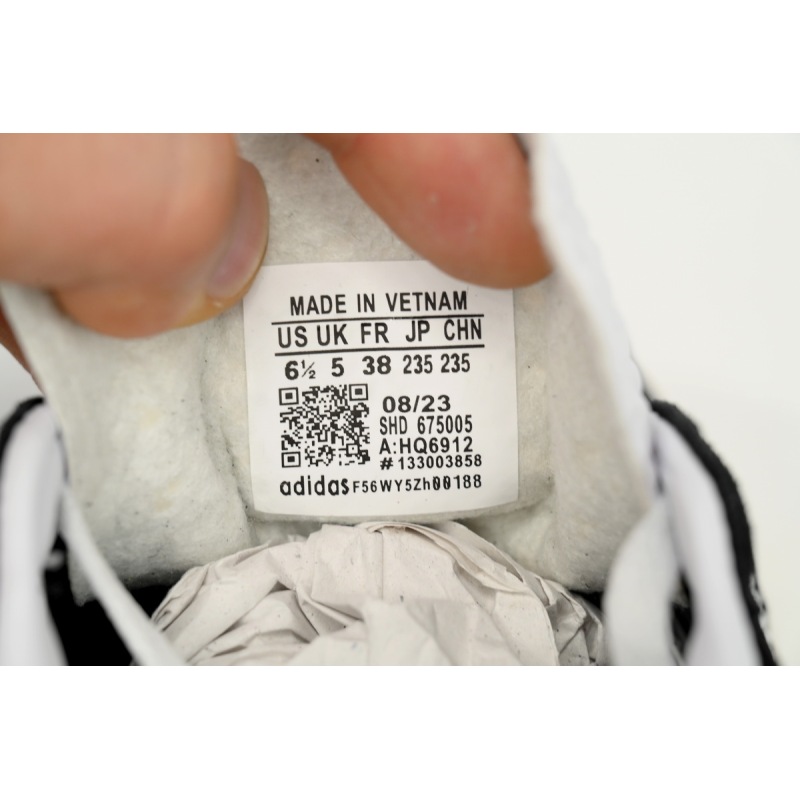 MADE IN VETNAM
US UK FR JP CHN
6½ 5 38 235 235
08/23
SHD 675005
A:HQ6912
# 133003858
adidas F56WY5Zh00188